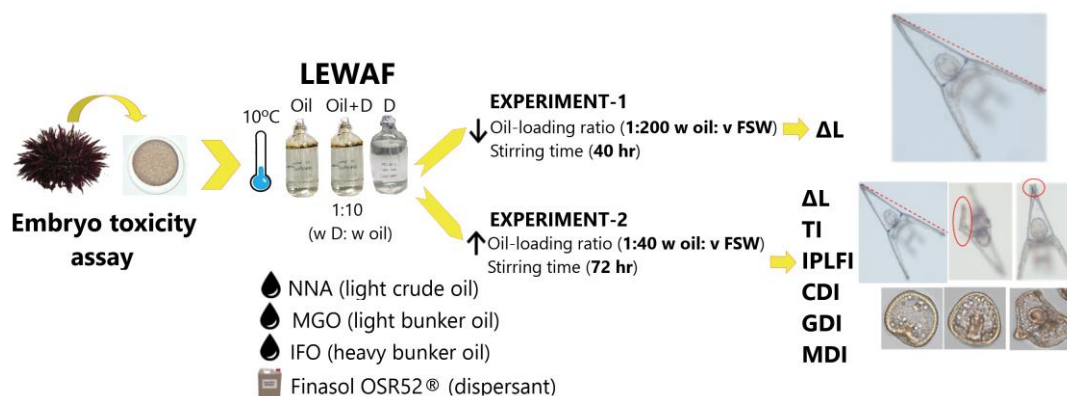 LEWAF
Oil Oil+D D
10ºC
1:10
(w D: w oil)
Embryo toxicity
assay
NNA (light crude oil)
MGO (light bunker oil)
IFO (heavy bunker oil)
Finasol OSR52® (dispersant)
EXPERIMENT-1
Oil-loading ratio (1:200 w oil: v FSW)
Stirring time (40 hr)
ΔL
EXPERIMENT-2
Oil-loading ratio (1:40 w oil: v FSW)
Stirring time (72 hr)
ΔL
TI
IPLFI
CDI
GDI
MDI